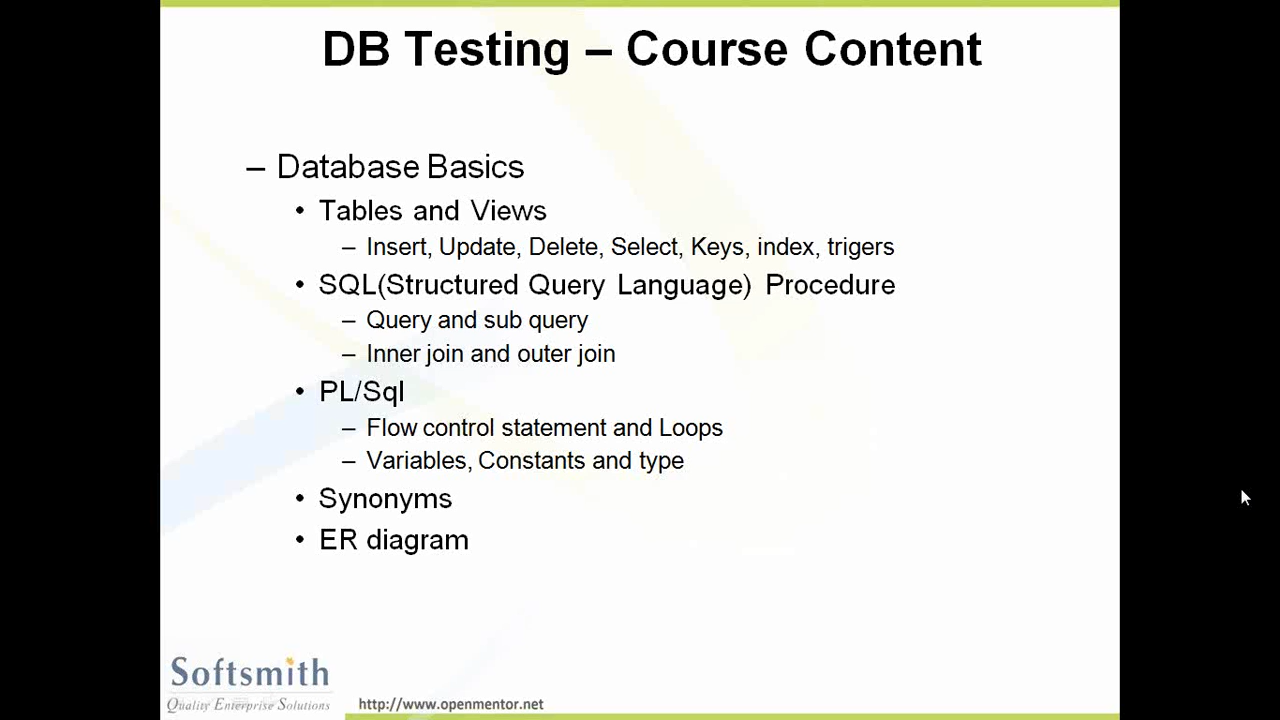 DB Testing – Course Content
– Database Basics
• Tables and Views
– Insert, Update, Delete, Select, Keys, index, trigers
• SQL(Structured Query Language) Procedure
– Query and sub query
– Inner join and outer join
• PL/Sql
– Flow control statement and Loops
– Variables, Constants and type
• Synonyms
• ER diagram
Softsmith
Quality Enterprise Solutions
http://www.openmentor.net